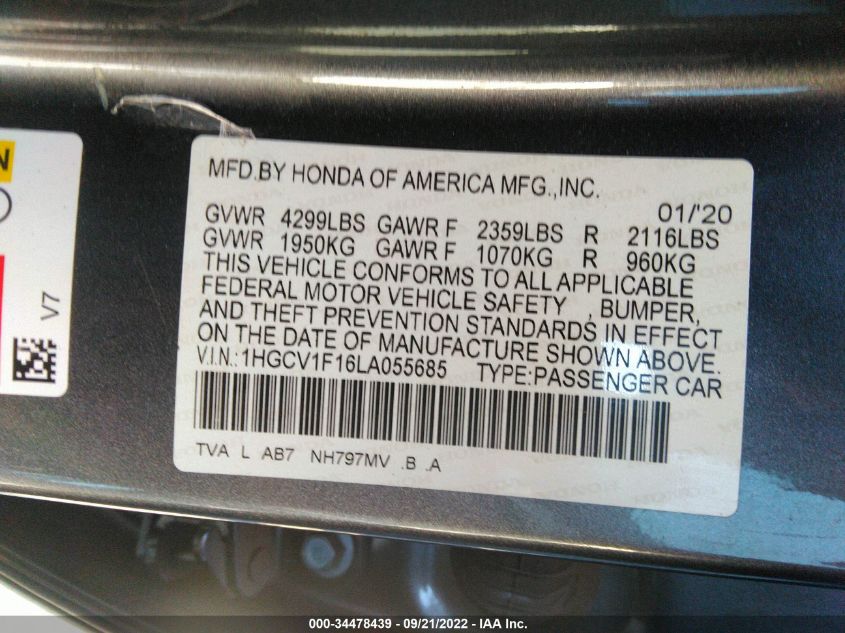 N
V7
MFD.BY HONDA OF AMERICA MFG.,INC.
01/'20
GVWR 4299LBS GAWR F 2359LBS R 2116LBS
GVWR 1950KG GAWR F 1070KG R 960KG
THIS VEHICLE CONFORMS TO ALL APPLICABLE
FEDERAL MOTOR VEHICLE SAFETY , BUMPER,
AND THEFT PREVENTION STANDARDS IN EFFECT
ON THE DATE OF MANUFACTURE SHOWN ABOVE.
V.I.N.:1HGCV1F16LA055685 TYPE:PASSENGER CAR
TVA L AB7 NH797MV .B .A
000-34478439 - 09/21/2022 - IAA Inc.